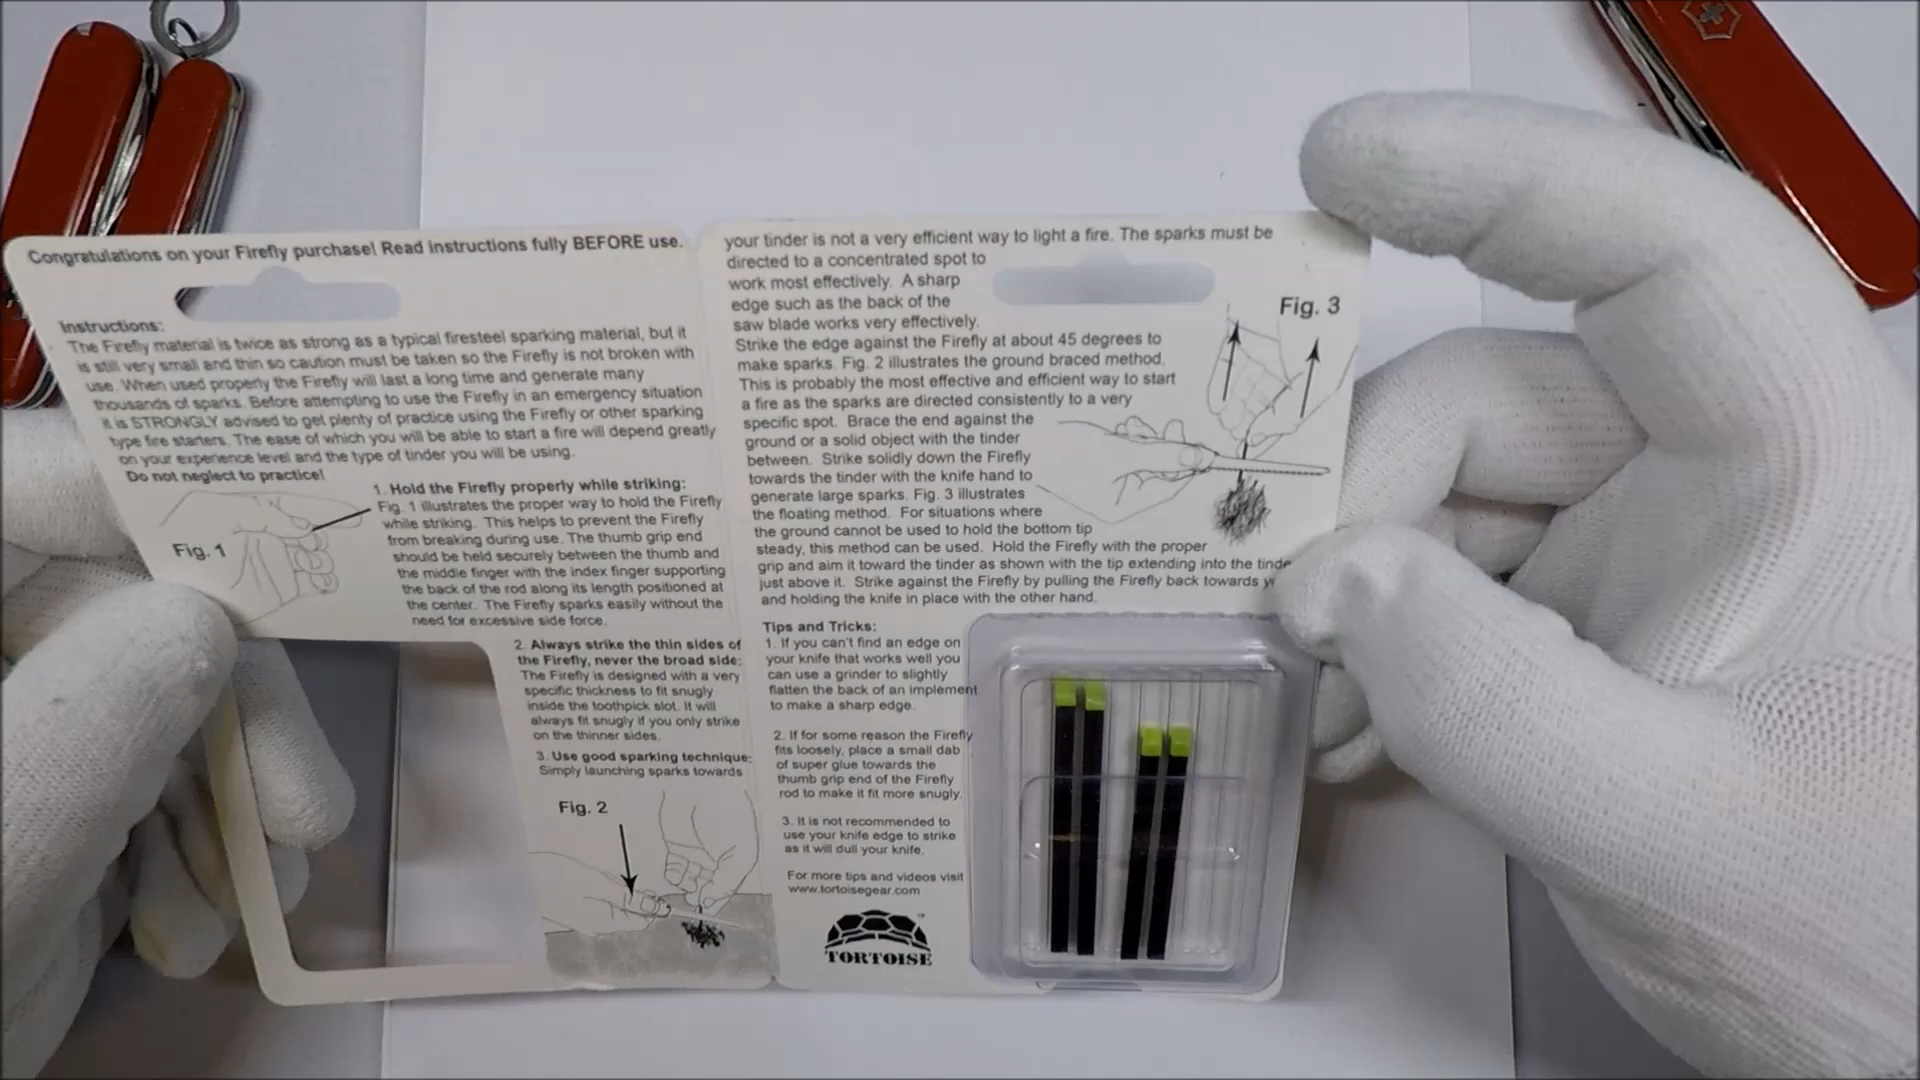 Congratulations on your Firefly purchase! Read instructions fully BEFORE use.
Instructions:
The Firefly material is twice as strong as a typical firesteel sparking material, but it
is still very small and thin so caution must be taken so the Firefly is not broken with
use. When used properly the Firefly will last a long time and generate many
thousands of sparks. Before attempting to use the Firefly in an emergency situation
it is STRONGLY advised to get plenty of practice using the Firefly or other sparking
type fire starters. The ease of which you will be able to start a fire will depend greatly
on your experience level and the type of tinder you will be using.
Do not neglect to practice!
1. Hold the Firefly properly while striking:
Fig. 1 illustrates the proper way to hold the Firefly
while striking. This helps to prevent the Firefly
from breaking during use. The thumb grip end
should be held securely between the thumb and
the middle finger with the index finger supporting
the back of the rod along its length positioned at
the center. The Firefly sparks easily without the
need for excessive side force.
Fig. 1
2. Always strike the thin sides of
the Firefly, never the broad side:
The Firefly is designed with a very
specific thickness to fit snugly
inside the toothpick slot. It will
always fit snugly if you only strike
on the thinner sides.
3. Use good sparking technique:
Simply launching sparks towards
Fig. 2
your tinder is not a very efficient way to light a fire. The sparks must be
directed to a concentrated spot to
work most effectively. A sharp
edge such as the back of the
saw blade works very effectively.
Strike the edge against the Firefly at about 45 degrees to
make sparks. Fig. 2 illustrates the ground braced method.
This is probably the most effective and efficient way to start
a fire as the sparks are directed consistently to a very
specific spot. Brace the end against the
ground or a solid object with the tinder
between. Strike solidly down the Firefly
towards the tinder with the knife hand to
generate large sparks. Fig. 3 illustrates
the floating method. For situations where
the ground cannot be used to hold the bottom tip
steady, this method can be used. Hold the Firefly with the proper
grip and aim it toward the tinder as shown with the tip extending into the tinde
just above it. Strike against the Firefly by pulling the Firefly back towards y
and holding the knife in place with the other hand.
Fig. 3
Tips and Tricks:
1. If you can't find an edge on
your knife that works well you
can use a grinder to slightly
flatten the back of an implement
to make a sharp edge.
2. If for some reason the Firefly
fits loosely, place a small dab
of super glue towards the
thumb grip end of the Firefly
rod to make it fit more snugly.
3. It is not recommended to
use your knife edge to strike
as it will dull your knife.
For more tips and videos visit
www.tortoisegear.com
TORTOISE